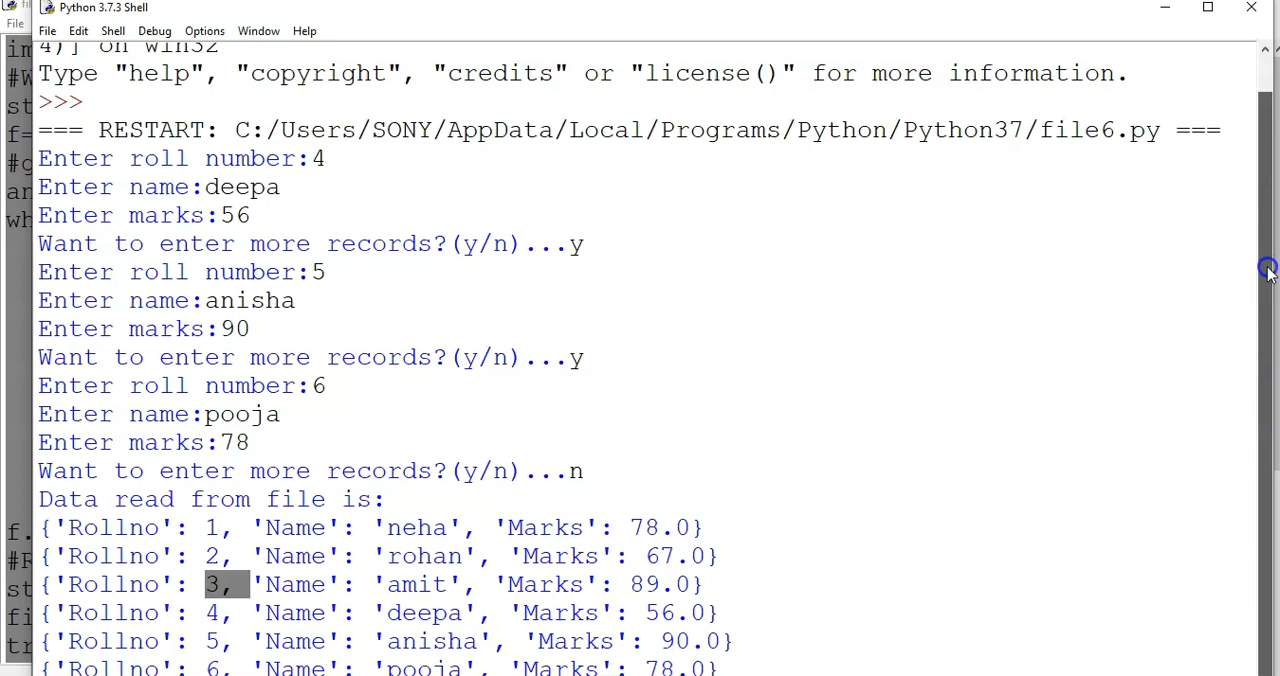 Python 3.7.3 Shell
File Edit Shell Debug Options Window Help
File
4)] on win32
Type "help", "copyright", "credits" or "license()" for more information.
>>>
=== RESTART: C:/Users/SONY/AppData/Local/Programs/Python/Python37/file6.py ===
Enter roll number:4
Enter name:deepa
Enter marks:56
Want to enter more records?(y/n)...y
Enter roll number:5
Enter name:anisha
Enter marks:90
Want to enter more records?(y/n)...y
Enter roll number:6
Enter name:pooja
Enter marks:78
Want to enter more records?(y/n)...n
Data read from file is:
{'Rollno': 1, 'Name': 'neha', 'Marks': 78.0}
{'Rollno': 2, 'Name': 'rohan', 'Marks': 67.0}
{'Rollno': 3, 'Name': 'amit', 'Marks': 89.0}
{'Rollno': 4, 'Name': 'deepa', 'Marks': 56.0}
{'Rollno': 5, 'Name': 'anisha', 'Marks': 90.0}
{'Rollno': 6, 'Name': 'pooja', 'Marks': 78.0}